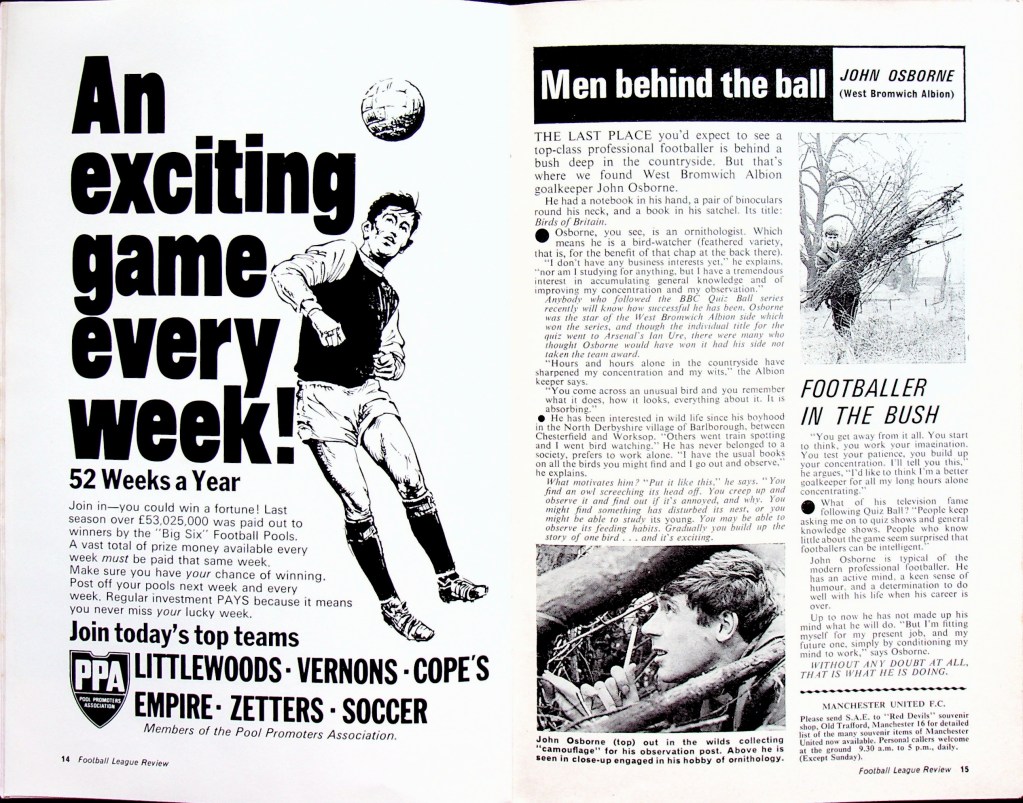 An
exciting
game
every
week!
52 Weeks a Year
Join in—you could win a fortune! Last
season over £53,025,000 was paid out to
winners by the "Big Six" Football Pools.
A vast total of prize money available every
week must be paid that same week.
Make sure you have your chance of winning.
Post off your pools next week and every
week. Regular investment PAYS because it means
you never miss your lucky week.
Join today's top teams
PPA
POOL PROMOTERS
ASSOCIATION
LITTLEWOODS · VERNONS · COPE'S
EMPIRE · ZETTERS · SOCCER
Members of the Pool Promoters Association.
14 Football League Review
Men behind the ball
JOHN OSBORNE
(West Bromwich Albion)
THE LAST PLACE you'd expect to see a
top-class professional footballer is behind a
bush deep in the countryside. But that's
where we found West Bromwich Albion
goalkeeper John Osborne.
He had a notebook in his hand, a pair of binoculars
round his neck, and a book in his satchel. Its title:
Birds of Britain.
● Osborne, you see, is an ornithologist. Which
means he is a bird-watcher (feathered variety,
that is, for the benefit of that chap at the back there).
"I don't have any business interests yet," he explains,
"nor am I studying for anything, but I have a tremendous
interest in accumulating general knowledge and of
improving my concentration and my observation."
Anybody who followed the BBC Quiz Ball series
recently will know how successful he has been. Osborne
was the star of the West Bromwich Albion side which
won the series, and though the individual title for the
quiz went to Arsenal's Ian Ure, there were many who
thought Osborne would have won it had his side not
taken the team award.
"Hours and hours alone in the countryside have
sharpened my concentration and my wits," the Albion
keeper says.
"You come across an unusual bird and you remember
what it does, how it looks, everything about it. It is
absorbing."
● He has been interested in wild life since his boyhood
in the North Derbyshire village of Barlborough, between
Chesterfield and Worksop. "Others went train spotting
and I went bird watching." He has never belonged to a
society, prefers to work alone. "I have the usual books
on all the birds you might find and I go out and observe,"
he explains.
What motivates him? "Put it like this," he says. "You
find an owl screeching its head off. You creep up and
observe it and find out if it's annoyed, and why. You
might find something has disturbed its nest, or you
might be able to study its young. You may be able to
observe its feeding habits. Gradually you build up the
story of one bird . . . and it's exciting.
John Osborne (top) out in the wilds collecting
"camouflage" for his observation post. Above he is
seen in close-up engaged in his hobby of ornithology.
FOOTBALLER
IN THE BUSH
"You get away from it all. You start
to think, you work your imagination.
You test your patience, you build up
your concentration. I'll tell you this,"
he argues, "I'd like to think I'm a better
goalkeeper for all my long hours alone
concentrating."
● What of his television fame
following Quiz Ball? "People keep
asking me on to quiz shows and general
knowledge shows. People who know
little about the game seem surprised that
footballers can be intelligent."
John Osborne is typical of the
modern professional footballer. He
has an active mind, a keen sense of
humour, and a determination to do
well with his life when his career is
over.
Up to now he has not made up his
mind what he will do. "But I'm fitting
myself for my present job, and my
future one, simply by conditioning my
mind to work," says Osborne.
WITHOUT ANY DOUBT AT ALL,
THAT IS WHAT HE IS DOING.
MANCHESTER UNITED F.C.
Please send S.A.E. to "Red Devils" souvenir
shop, Old Trafford, Manchester 16 for detailed
list of the many souvenir items of Manchester
United now available. Personal callers welcome
at the ground 9.30 a.m. to 5 p.m., daily.
(Except Sunday).
Football League Review 15